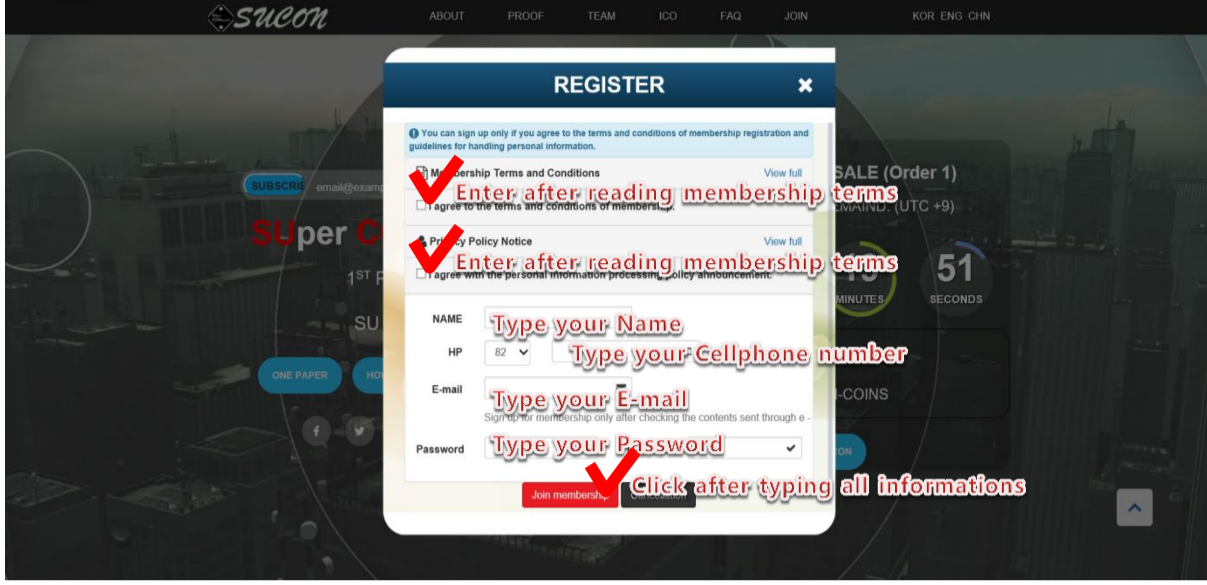 SUCON ABOUT PROOF TEAM ICO FAQ JOIN KOR ENG CHN
REGISTER
You can sign up only if you agree to the terms and conditions of membership registration and
guidelines for handling personal information.
Membership Terms and Conditions View full
Enter after reading membership terms
I agree to the terms and conditions of membership.
Privacy Policy Notice View full
Enter after reading membership terms
I agree with the personal information processing policy announcement.
NAME Type your Name
HP 82 Type your Cellphone number
E-mail Type your E-mail
Sign up for membership only after checking the contents sent through e -
Password Type your Password
Click after typing all informations
Join membership Cancellation
SUBSCRI email@examp
SUper C
1ST
SU
ONE PAPER HO
SALE (Order 1)
REMAIND. (UTC +9)
51
MINUTES SECONDS
-COINS